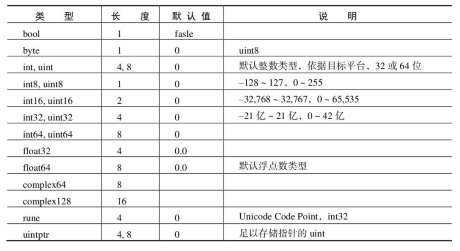 类 型 长 度 默认值 说 明
bool 1 fasle
byte 1 0 uint8
int, uint 4, 8 0 默认整数类型，依据目标平台，32 或 64 位
int8, uint8 1 0 –128 ~ 127，0 ~ 255
int16, uint16 2 0 –32,768 ~ 32,767，0 ~ 65,535
int32, uint32 4 0 –21 亿 ~ 21 亿，0 ~ 42 亿
int64, uint64 8 0
float32 4 0.0
float64 8 0.0 默认浮点数类型
complex64 8
complex128 16
rune 4 0 Unicode Code Point，int32
uintptr 4, 8 0 足以存储指针的 uint